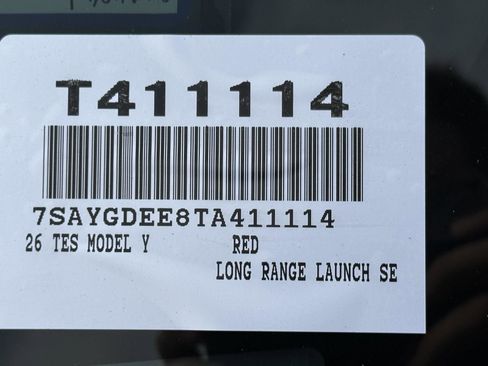 T411114
7SAYGDEE8TA411114
26 TES MODEL Y RED
LONG RANGE LAUNCH SE